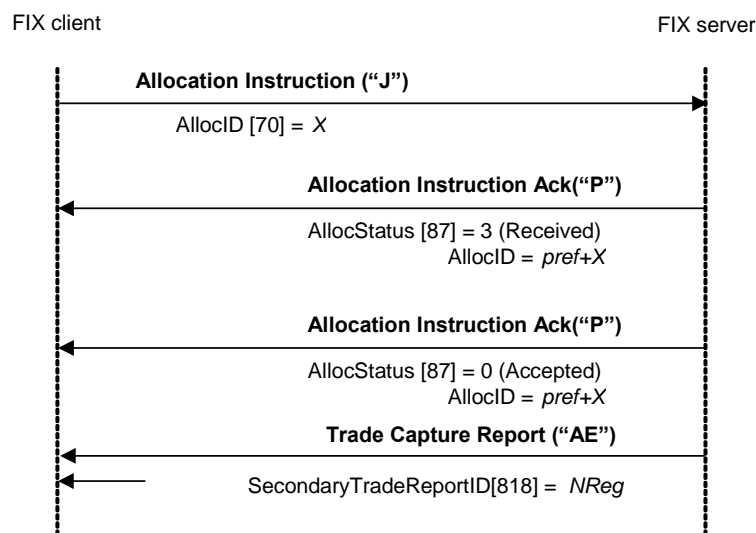 FIX client
FIX server
Allocation Instruction (“J”)
AllocID [70] = X
Allocation Instruction Ack(“P”)
AllocStatus [87] = 3 (Received)
AllocID = pref+X
Allocation Instruction Ack(“P”)
AllocStatus [87] = 0 (Accepted)
AllocID = pref+X
Trade Capture Report (“AE”)
SecondaryTradeReportID[818] = NReg